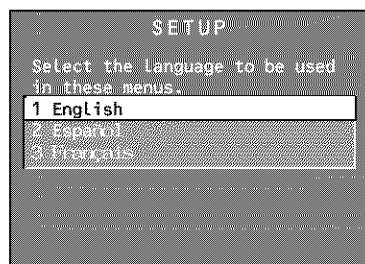 SETUP
Select the language to be used
in these menus.
1 English
2 Español
3 Français